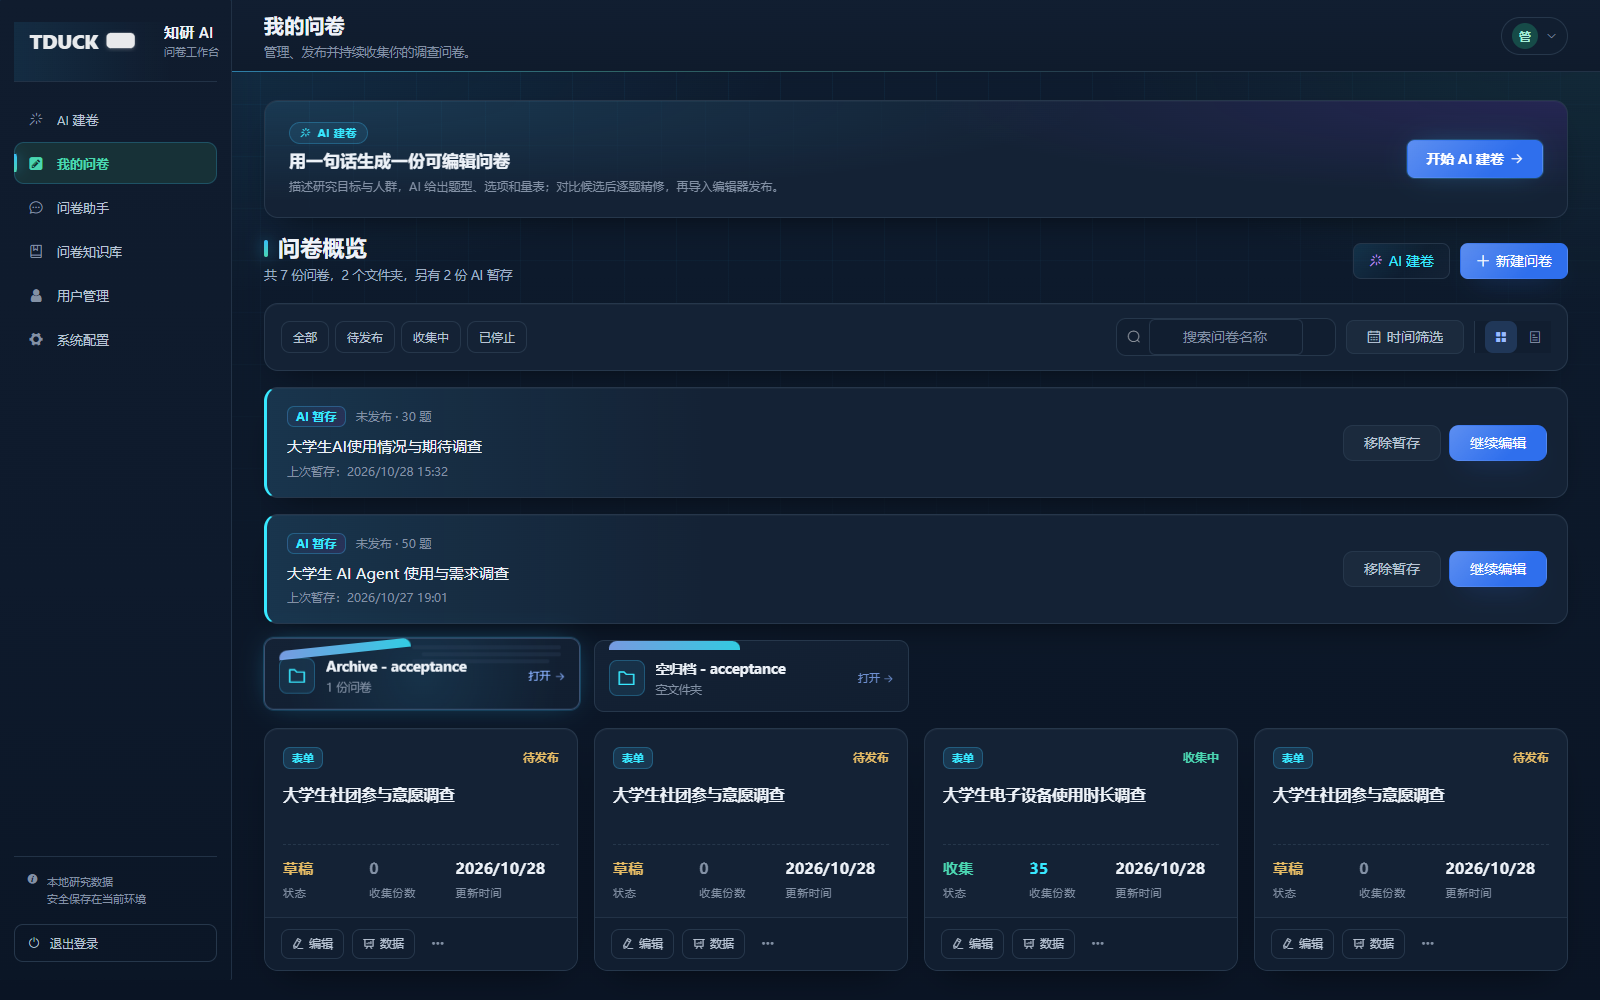 TDUCK
知研 AI
问卷工作台
AI 建卷
我的问卷
问卷助手
问卷知识库
用户管理
系统配置
本地研究数据
安全保存在当前环境
退出登录
我的问卷
管理、发布并持续收集你的调查问卷。
管
AI 建卷
用一句话生成一份可编辑问卷
描述研究目标与人群，AI 给出题型、选项和量表；对比候选后逐题精修，再导入编辑器发布。
开始 AI 建卷 →
问卷概览
共 7 份问卷，2 个文件夹，另有 2 份 AI 暂存
AI 建卷
新建问卷
全部 待发布 收集中 已停止
搜索问卷名称
时间筛选
AI 暂存 未发布 · 30 题
大学生AI使用情况与期待调查
上次暂存：2026/10/28 15:32
移除暂存 继续编辑
AI 暂存 未发布 · 50 题
大学生 AI Agent 使用与需求调查
上次暂存：2026/10/27 19:01
移除暂存 继续编辑
Archive - acceptance
1 份问卷
打开 →
空归档 - acceptance
空文件夹
打开 →
表单 待发布
大学生社团参与意愿调查
草稿 0 2026/10/28
状态 收集份数 更新时间
编辑 数据 ···
表单 待发布
大学生社团参与意愿调查
草稿 0 2026/10/28
状态 收集份数 更新时间
编辑 数据 ···
表单 收集中
大学生电子设备使用时长调查
收集 35 2026/10/28
状态 收集份数 更新时间
编辑 数据 ···
表单 待发布
大学生社团参与意愿调查
草稿 0 2026/10/28
状态 收集份数 更新时间
编辑 数据 ···